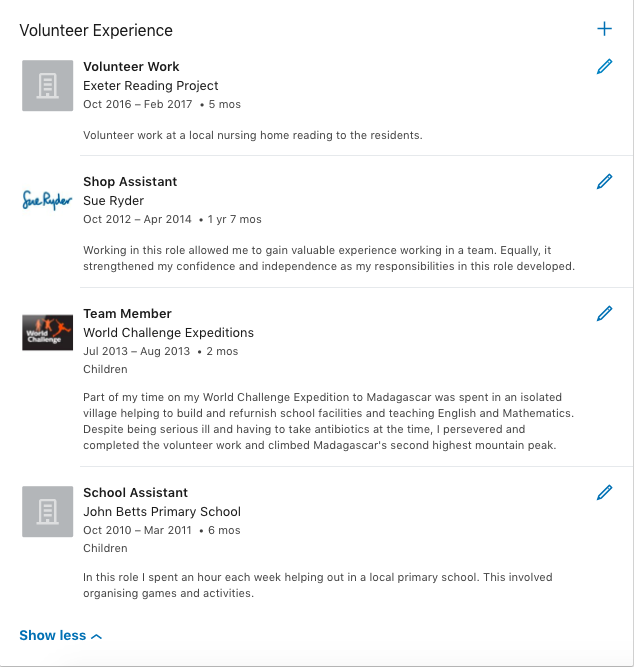 Volunteer Experience
Volunteer Work
Exeter Reading Project
Oct 2016 – Feb 2017 • 5 mos
Volunteer work at a local nursing home reading to the residents.
Sue Ryder
Shop Assistant
Sue Ryder
Oct 2012 – Apr 2014 • 1 yr 7 mos
Working in this role allowed me to gain valuable experience working in a team. Equally, it
strengthened my confidence and independence as my responsibilities in this role developed.
World
Challenge
Team Member
World Challenge Expeditions
Jul 2013 – Aug 2013 • 2 mos
Children
Part of my time on my World Challenge Expedition to Madagascar was spent in an isolated
village helping to build and refurnish school facilities and teaching English and Mathematics.
Despite being serious ill and having to take antibiotics at the time, I persevered and
completed the volunteer work and climbed Madagascar's second highest mountain peak.
School Assistant
John Betts Primary School
Oct 2010 – Mar 2011 • 6 mos
Children
In this role I spent an hour each week helping out in a local primary school. This involved
organising games and activities.
Show less